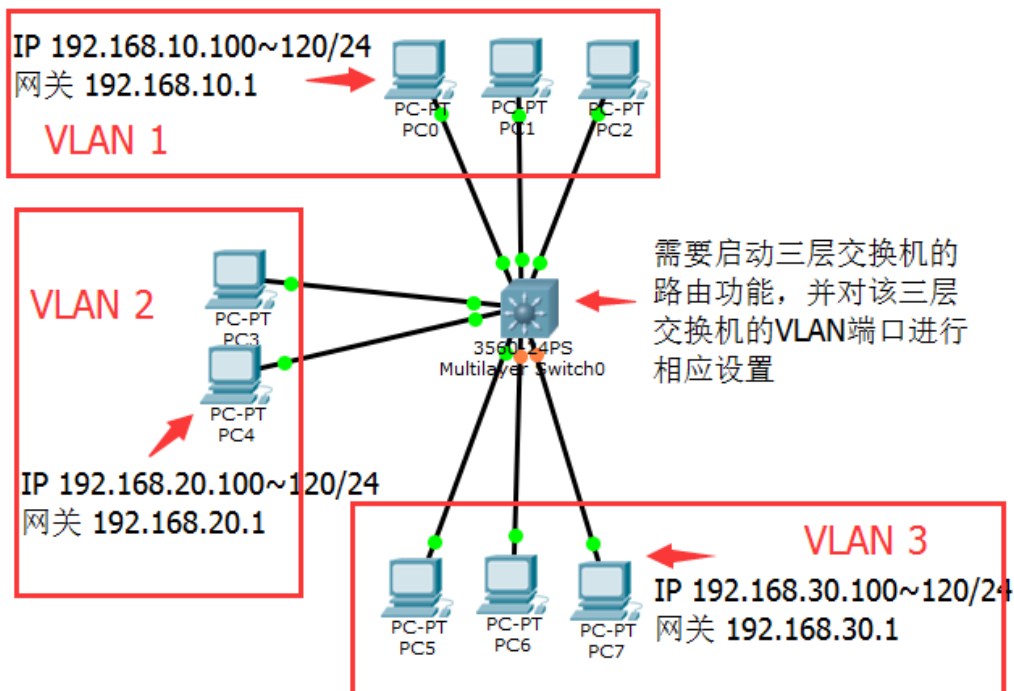 IP 192.168.10.100~120/24
网关 192.168.10.1
VLAN 1
PC-PT
PC0
PC-PT
PC1
PC-PT
PC2
VLAN 2
PC-PT
PC3
PC-PT
PC4
IP 192.168.20.100~120/24
网关 192.168.20.1
3560-24PS
Multilayer Switch0
需要启动三层交换机的
路由功能，并对该三层
交换机的VLAN端口进行
相应设置
VLAN 3
PC-PT
PC5
PC-PT
PC6
PC-PT
PC7
IP 192.168.30.100~120/24
网关 192.168.30.1